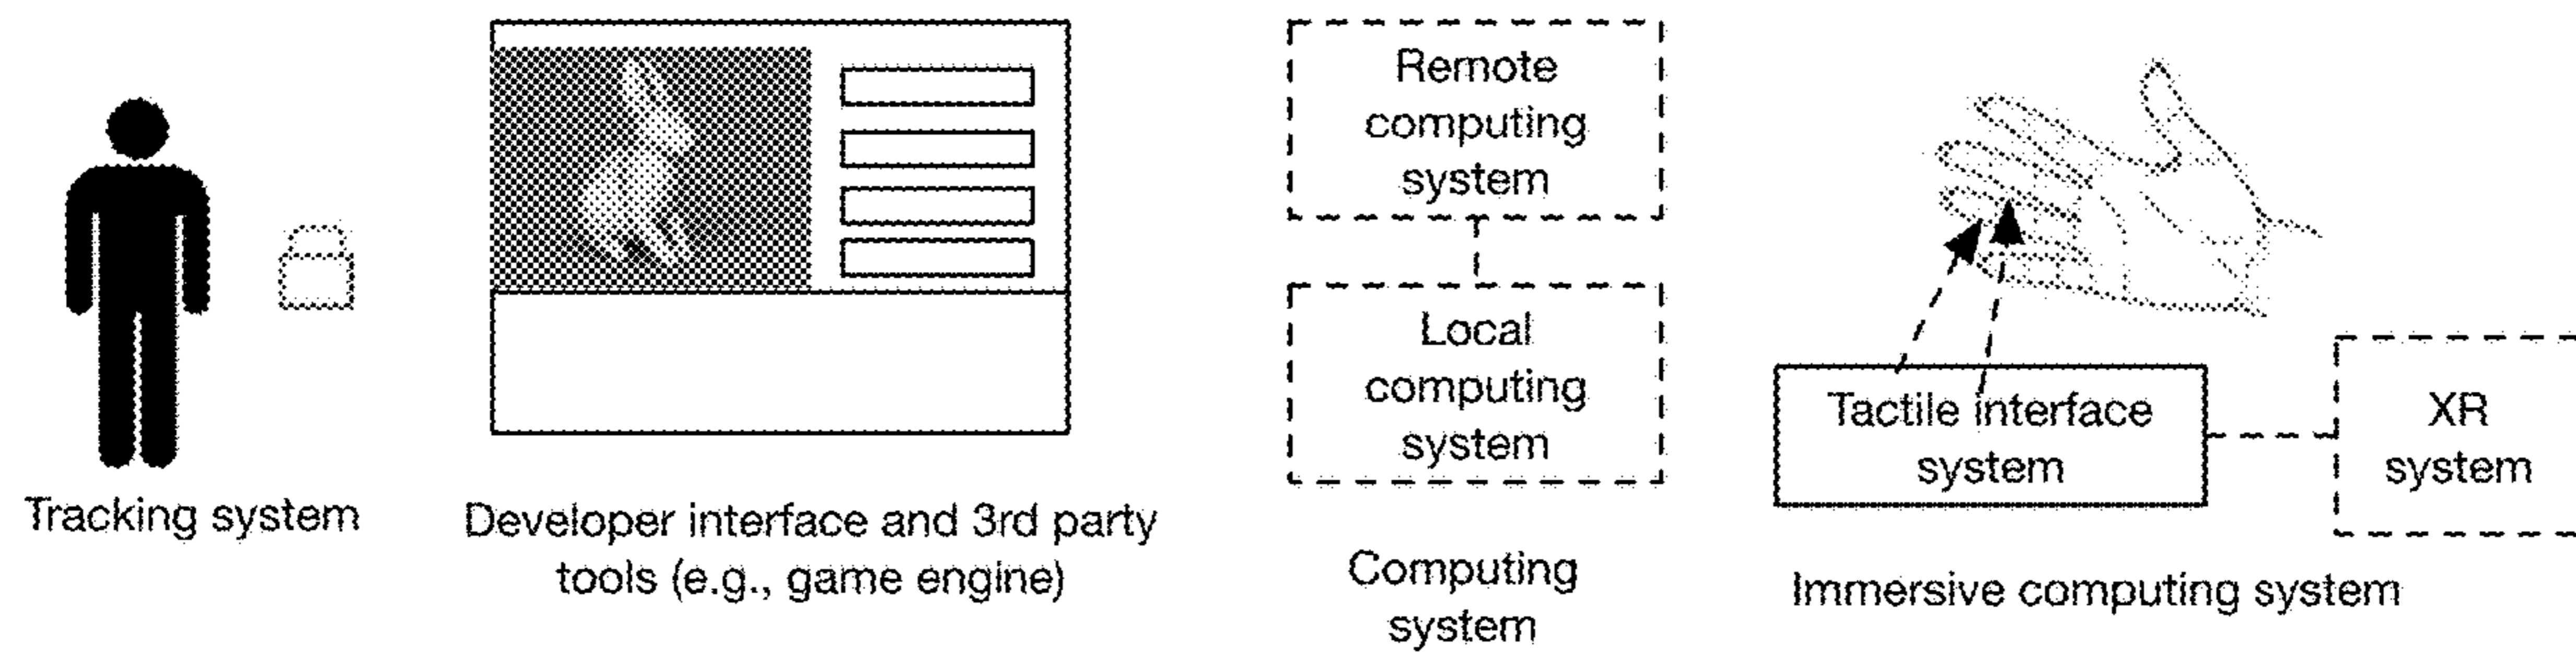 Tracking system
Developer interface and 3rd party
tools (e.g., game engine)
Remote
computing
system
Local
computing
system
Computing
system
Tactile interface
system
XR
system
Immersive computing system